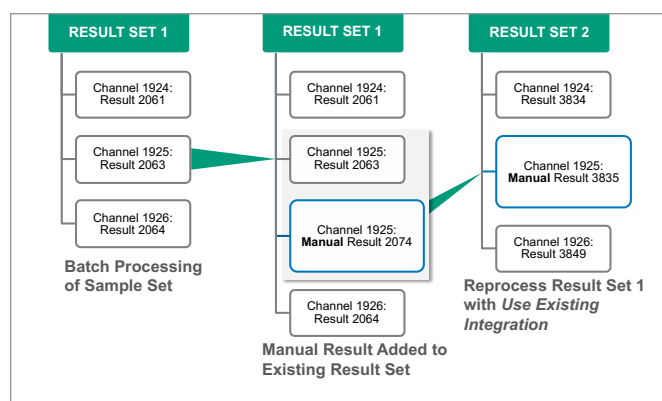 RESULT SET 1
Channel 1924:
Result 2061
Channel 1925:
Result 2063
Channel 1926:
Result 2064
Batch Processing
of Sample Set
RESULT SET 1
Channel 1924:
Result 2061
Channel 1925:
Result 2063
Channel 1925:
Manual Result 2074
Channel 1926:
Result 2064
Manual Result Added to
Existing Result Set
RESULT SET 2
Channel 1924:
Result 3834
Channel 1925:
Manual Result 3835
Channel 1926:
Result 3849
Reprocess Result Set 1
with Use Existing
Integration